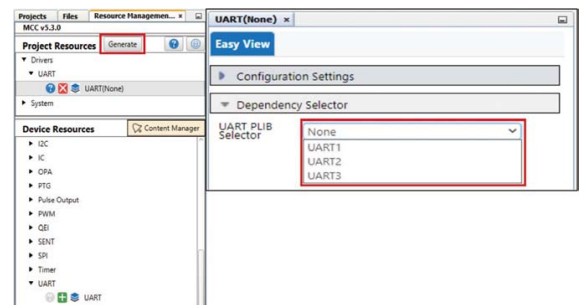 Projects Files Resource Managemen... ×
MCC v5.3.0
Project Resources Generate
Drivers
UART
UART(None)
System
Device Resources Content Manager
I2C
IC
OPA
PTG
Pulse Output
PWM
QEI
SENT
SPI
Timer
UART
UART
UART(None) ×
Easy View
Configuration Settings
Dependency Selector
UART PLIB
Selector
None
UART1
UART2
UART3